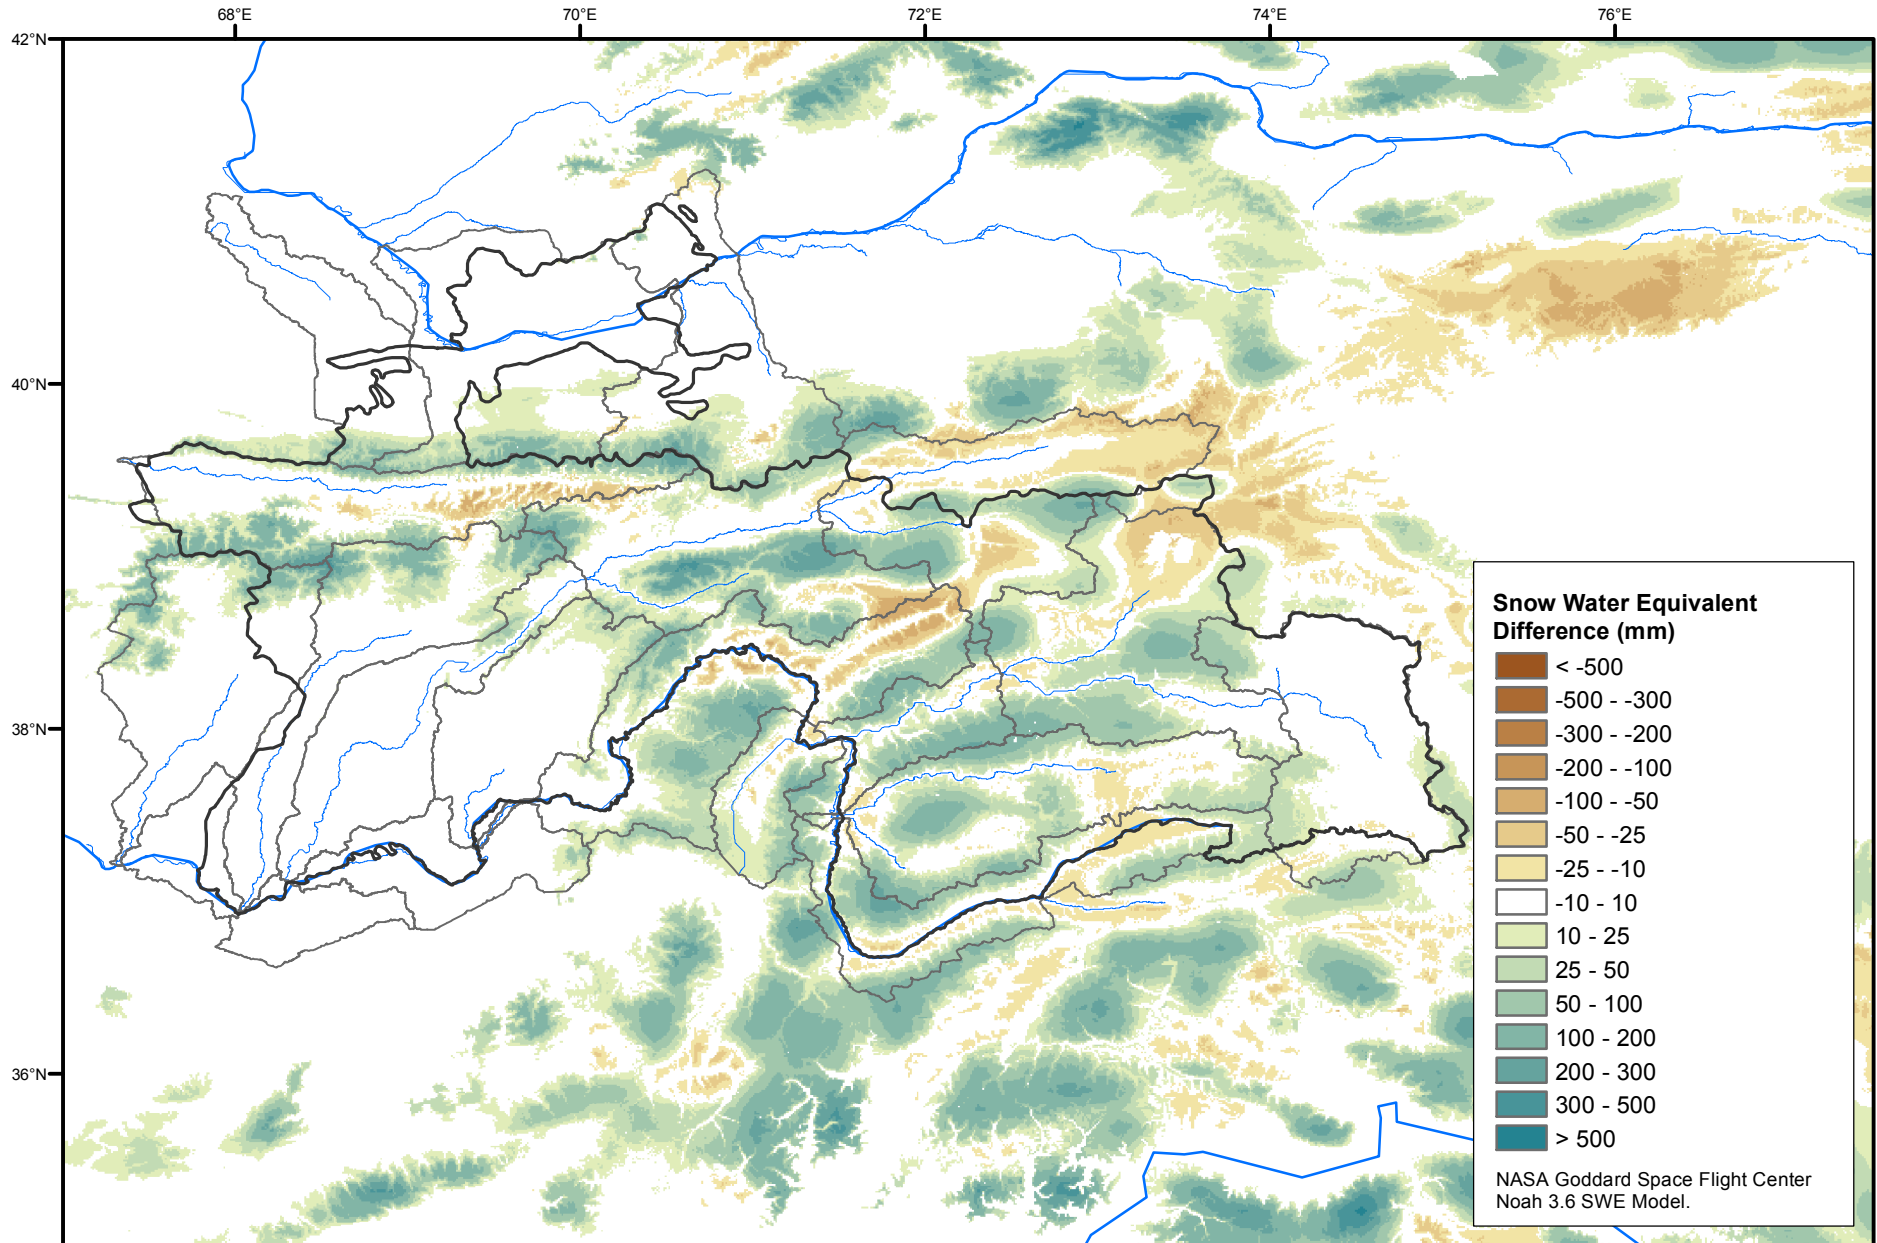 68°E
70°E
72°E
74°E
76°E
42°N
40°N
38°N
36°N
Snow Water Equivalent
Difference (mm)
< -500
-500 - -300
-300 - -200
-200 - -100
-100 - -50
-50 - -25
-25 - -10
-10 - 10
10 - 25
25 - 50
50 - 100
100 - 200
200 - 300
300 - 500
> 500
NASA Goddard Space Flight Center
Noah 3.6 SWE Model.